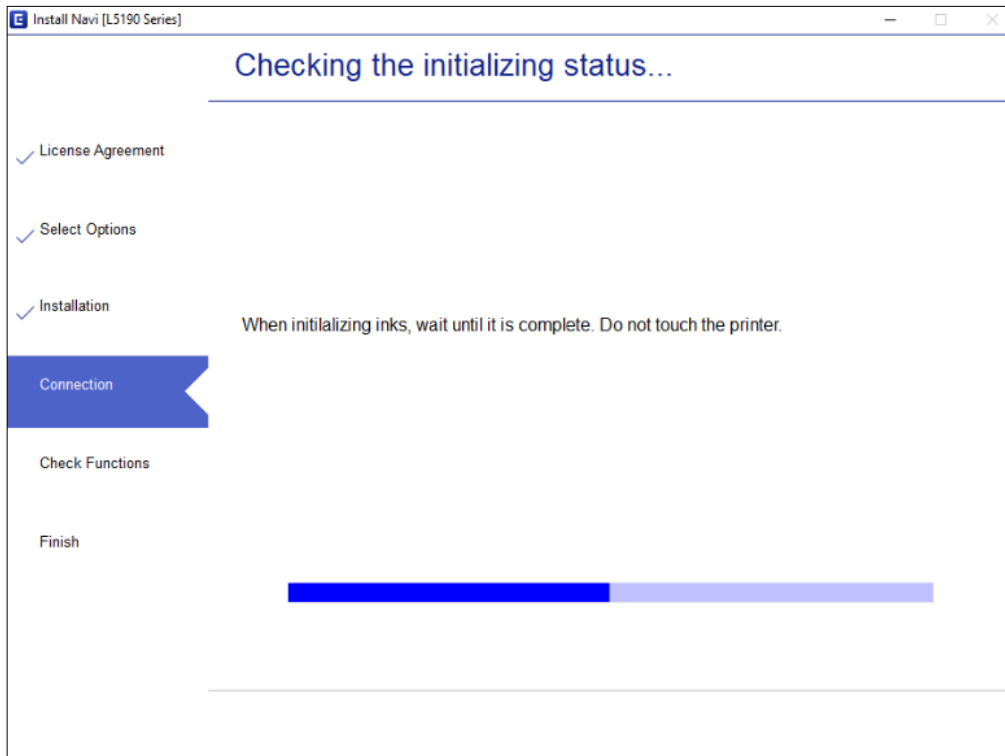 Install Navi [L5190 Series]
Checking the initializing status...
License Agreement
Select Options
Installation
When initilalizing inks, wait until it is complete. Do not touch the printer.
Connection
Check Functions
Finish